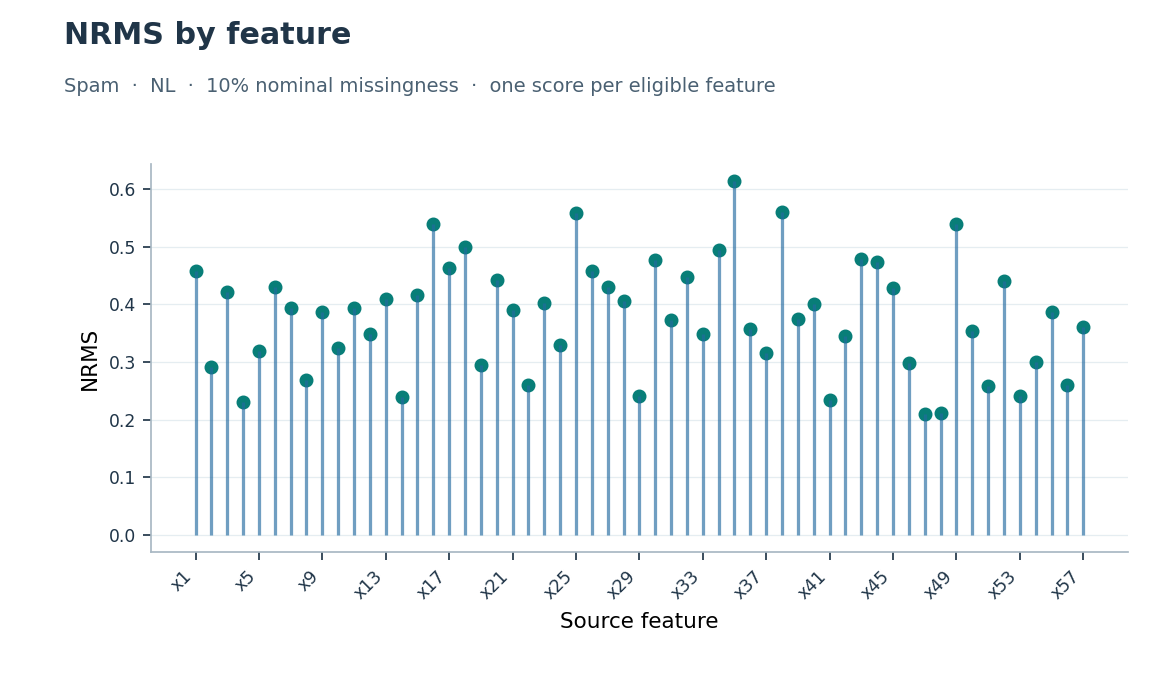 NRMS by feature
Spam · NL · 10% nominal missingness · one score per eligible feature
NRMS
0.6
0.5
0.4
0.3
0.2
0.1
0.0
x1 x5 x9 x13 x17 x21 x25 x29 x33 x37 x41 x45 x49 x53 x57
Source feature